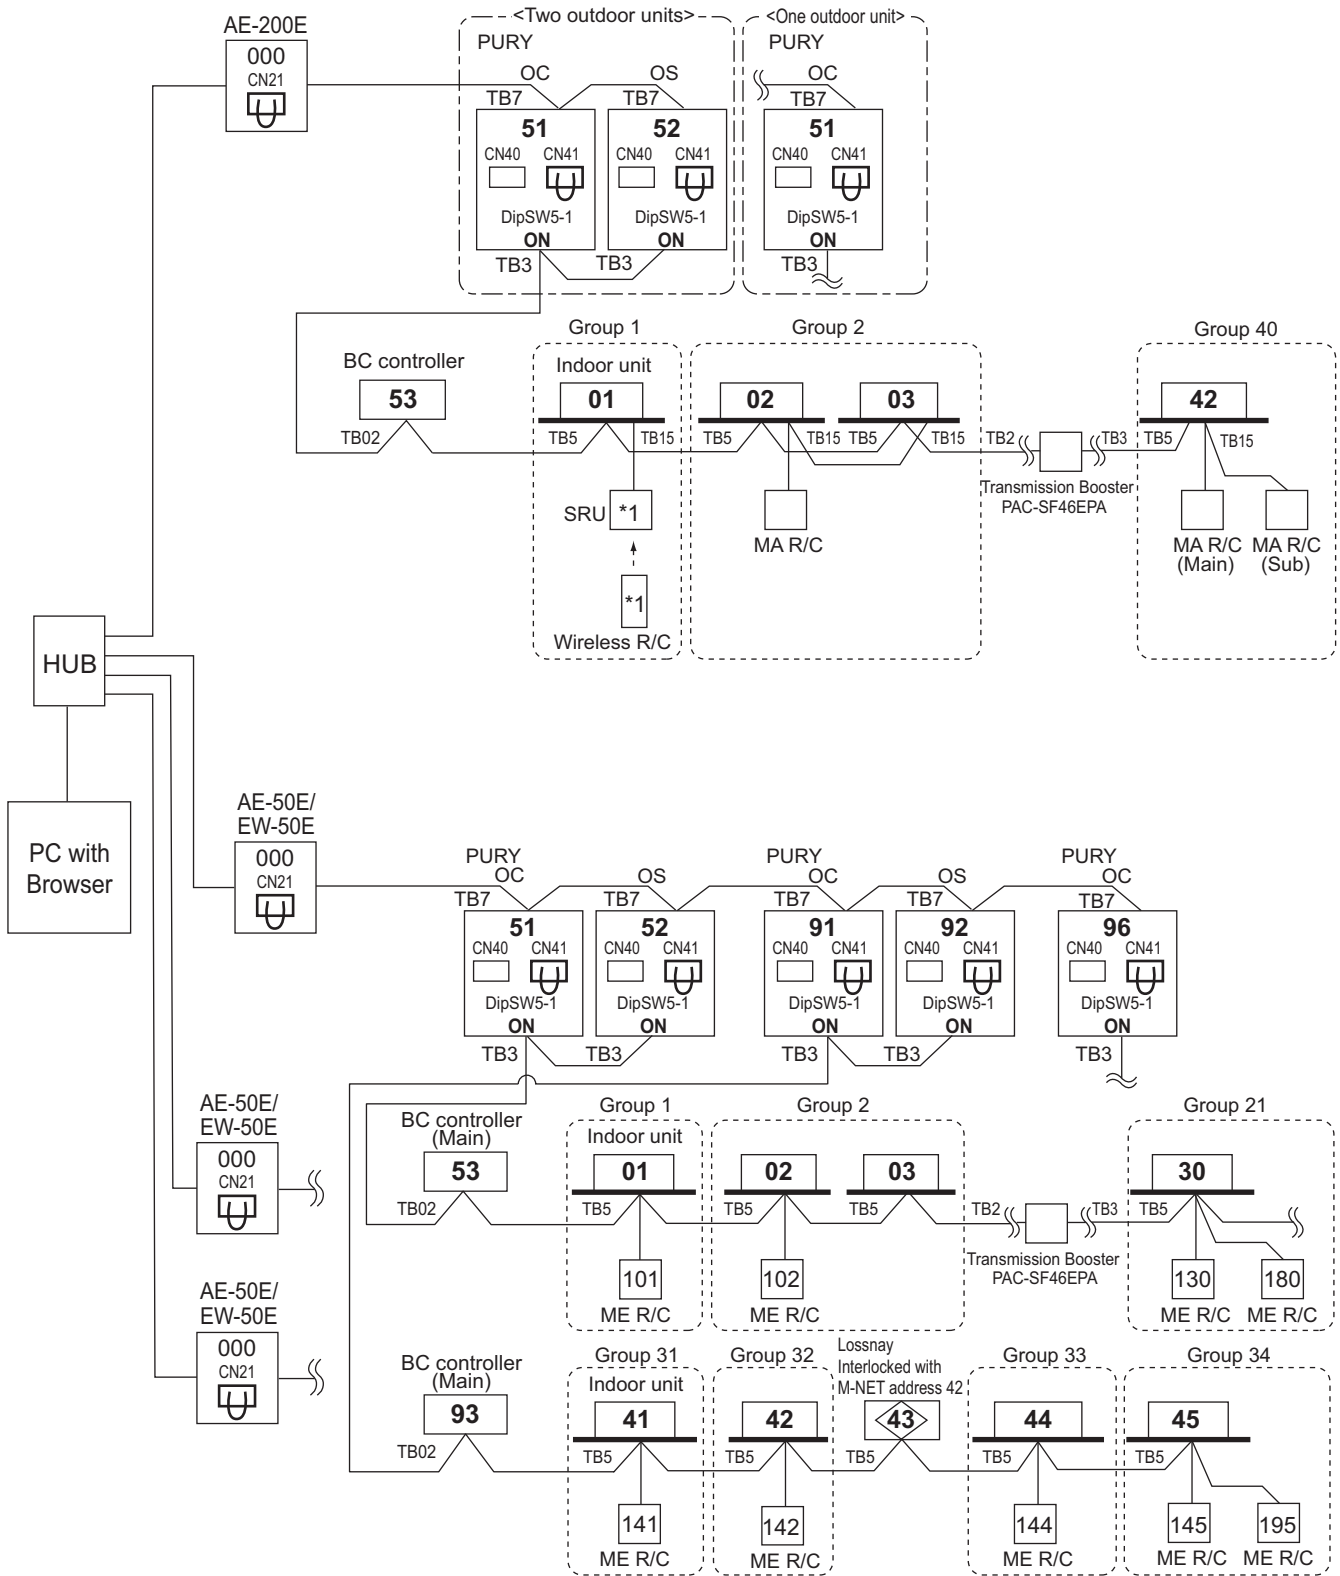 AE-200E
000
CN21
<Two outdoor units>
PURY
OC
OS
TB7
TB7
51
52
CN40 CN41
CN40 CN41
DipSW5-1
ON
DipSW5-1
ON
TB3
TB3
<One outdoor unit>
PURY
OC
TB7
51
CN40 CN41
DipSW5-1
ON
TB3
BC controller
53
TB02
Group 1
Indoor unit
01
TB5
TB15
SRU
*1
*1
Wireless R/C
Group 2
02
03
TB5
TB15
TB5
TB15
MA R/C
TB2
TB3
Transmission Booster
PAC-SF46EPA
Group 40
42
TB5
TB15
MA R/C
(Main)
MA R/C
(Sub)
HUB
PC with
Browser
AE-50E/
EW-50E
000
CN21
PURY
OC
OS
TB7
TB7
51
52
CN40 CN41
CN40 CN41
DipSW5-1
ON
DipSW5-1
ON
TB3
TB3
PURY
OC
OS
TB7
TB7
91
92
CN40 CN41
CN40 CN41
DipSW5-1
ON
DipSW5-1
ON
TB3
TB3
PURY
OC
TB7
96
CN40 CN41
DipSW5-1
ON
TB3
AE-50E/
EW-50E
000
CN21
BC controller
(Main)
53
TB02
Group 1
Indoor unit
01
TB5
101
ME R/C
Group 2
02
03
TB5
TB5
102
ME R/C
TB2
TB3
Transmission Booster
PAC-SF46EPA
Group 21
30
TB5
130
180
ME R/C
ME R/C
AE-50E/
EW-50E
000
CN21
BC controller
(Main)
93
TB02
Group 31
Indoor unit
41
TB5
141
ME R/C
Group 32
42
TB5
142
ME R/C
Lossnay
Interlocked with
M-NET address 42
43
TB5
Group 33
44
TB5
144
ME R/C
Group 34
45
TB5
145
195
ME R/C
ME R/C